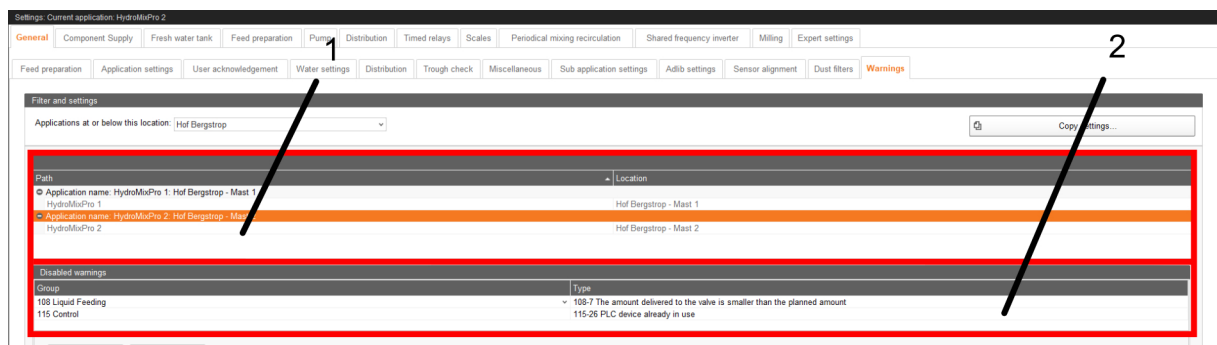 Settings: Current application: HydroMixPro 2
General Component Supply Fresh water tank Feed preparation Pump Distribution Timed relays Scales Periodical mixing recirculation Shared frequency inverter Milling Expert settings
1 2
Feed preparation Application settings User acknowledgement Water settings Distribution Trough check Miscellaneous Sub application settings Adlib settings Sensor alignment Dust filters Warnings
Filter and settings
Applications at or below this location: Hof Bergstrop Copy settings...
Path Location
Application name: HydroMixPro 1: Hof Bergstrop - Mast 1
HydroMixPro 1 Hof Bergstrop - Mast 1
Application name: HydroMixPro 2: Hof Bergstrop - Mast 2
HydroMixPro 2 Hof Bergstrop - Mast 2
Disabled warnings
Group Type
108 Liquid Feeding 108-7 The amount delivered to the valve is smaller than the planned amount
115 Control 115-26 PLC device already in use